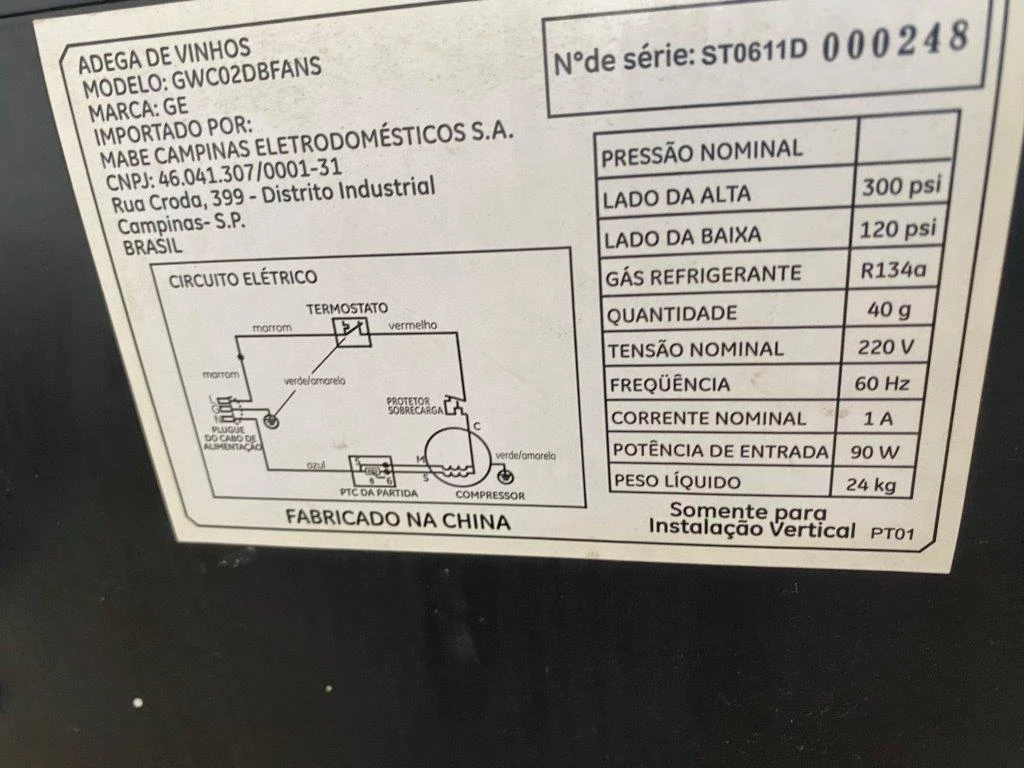 ADEGA DE VINHOS
MODELO: GWC02DBFANS
MARCA: GE
IMPORTADO POR:
MABE CAMPINAS ELETRODOMÉSTICOS S.A.
CNPJ: 46.041.307/0001-31
Rua Croda, 399 - Distrito Industrial
Campinas- S.P.
BRASIL
N°de série: ST0611D 000248
PRESSÃO NOMINAL
LADO DA ALTA 300 psi
LADO DA BAIXA 120 psi
GÁS REFRIGERANTE R134a
QUANTIDADE 40 g
TENSÃO NOMINAL 220 V
FREQÜÊNCIA 60 Hz
CORRENTE NOMINAL 1 A
POTÊNCIA DE ENTRADA 90 W
PESO LÍQUIDO 24 kg
CIRCUITO ELÉTRICO
TERMOSTATO
marrom
vermelho
marrom
verde/amarelo
PROTETOR
SOBRECARGA
L
G
N
C
PLUGUE
DO CABO DE
ALIMENTAÇÃO
azul
M
S
verde/amarelo
PTC DA PARTIDA
COMPRESSOR
FABRICADO NA CHINA
Somente para
Instalação Vertical PT01